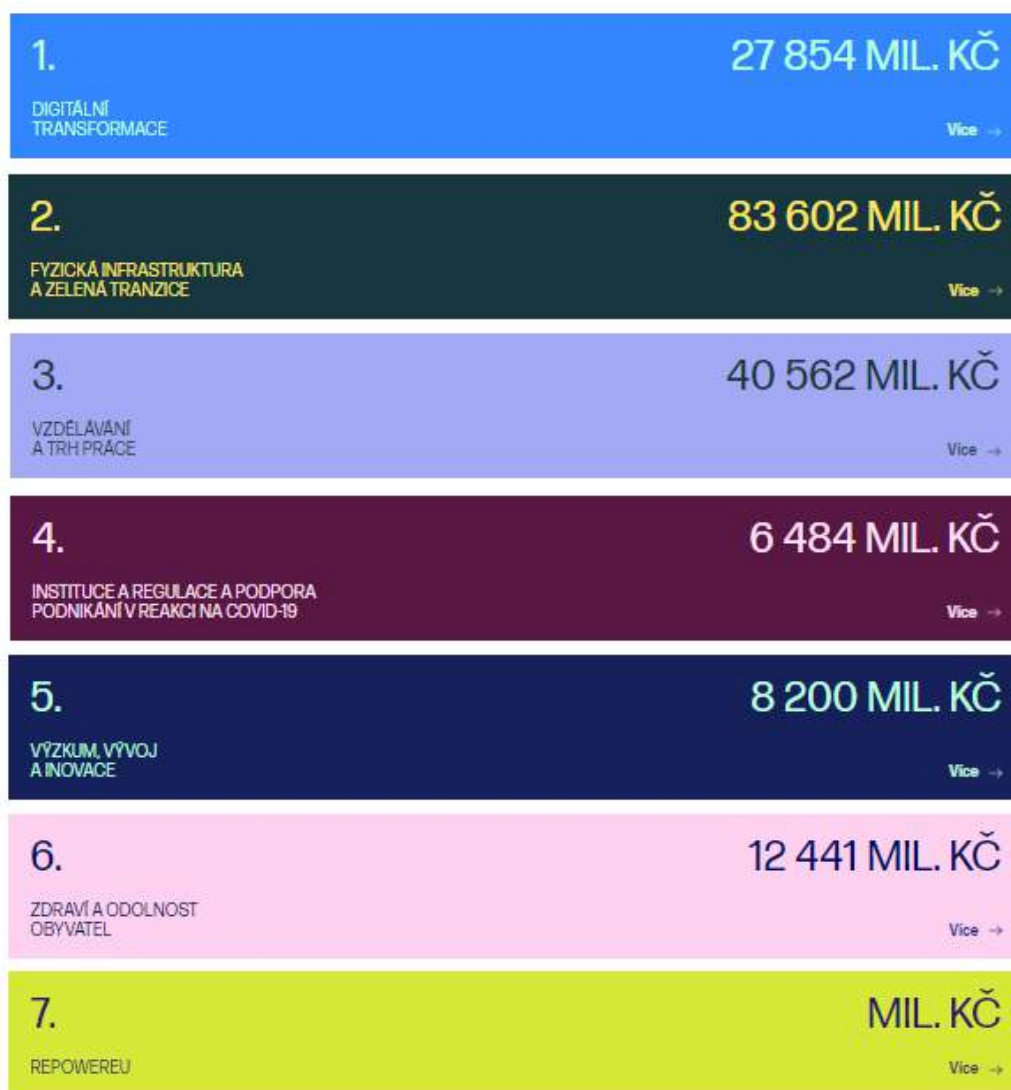 1.
27 854 MIL. KČ
DIGITÁLNÍ
TRANSFORMACE
Více →
2.
83 602 MIL. KČ
FYZICKÁ INFRASTRUKTURA
A ZELENÁ TRANZICE
Více →
3.
40 562 MIL. KČ
VZDĚLÁVÁNÍ
A TRH PRÁCE
Více →
4.
6 484 MIL. KČ
INSTITUCE A REGULACE A PODPORA
PODNIKÁNÍ V REAKCI NA COVID-19
Více →
5.
8 200 MIL. KČ
VÝZKUM, VÝVOJ
A INOVACE
Více →
6.
12 441 MIL. KČ
ZDRAVÍ A ODOLNOST
OBYVATEL
Více →
7.
MIL. KČ
REPOWEREU
Více →